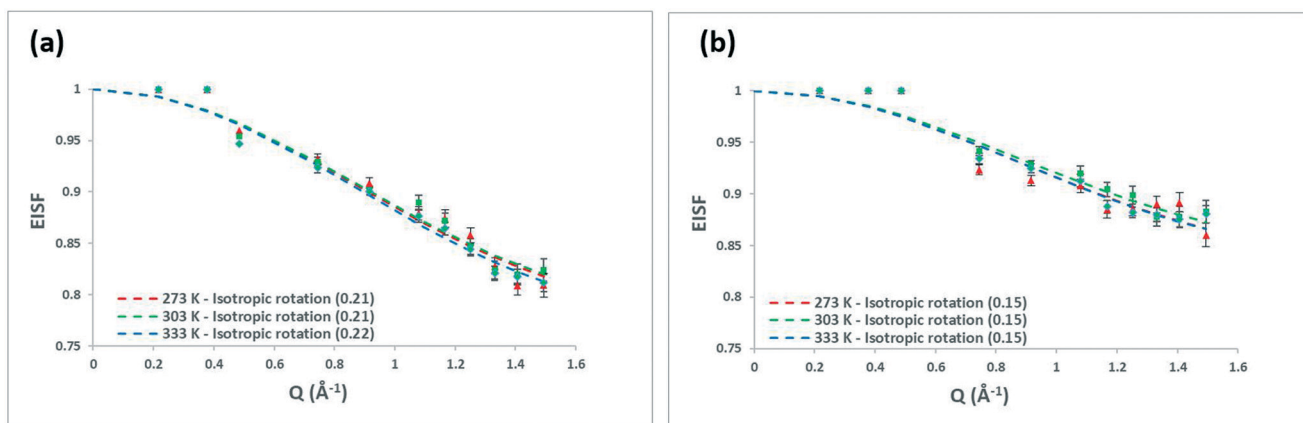 (a)
EISF
1
0.95
0.9
0.85
0.8
0.75
273 K - Isotropic rotation (0.21)
303 K - Isotropic rotation (0.21)
333 K - Isotropic rotation (0.22)
0 0.2 0.4 0.6 0.8 1 1.2 1.4 1.6
Q (Å⁻¹)
(b)
EISF
1
0.95
0.9
0.85
0.8
0.75
273 K - Isotropic rotation (0.15)
303 K - Isotropic rotation (0.15)
333 K - Isotropic rotation (0.15)
0 0.2 0.4 0.6 0.8 1 1.2 1.4 1.6
Q (Å⁻¹)